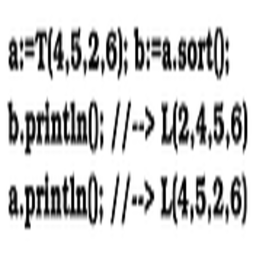 a:=T(4,5,2,6); b:=a.sort();
b.println(); //--> L(2,4,5,6)
a.println(); //--> L(4,5,2,6)